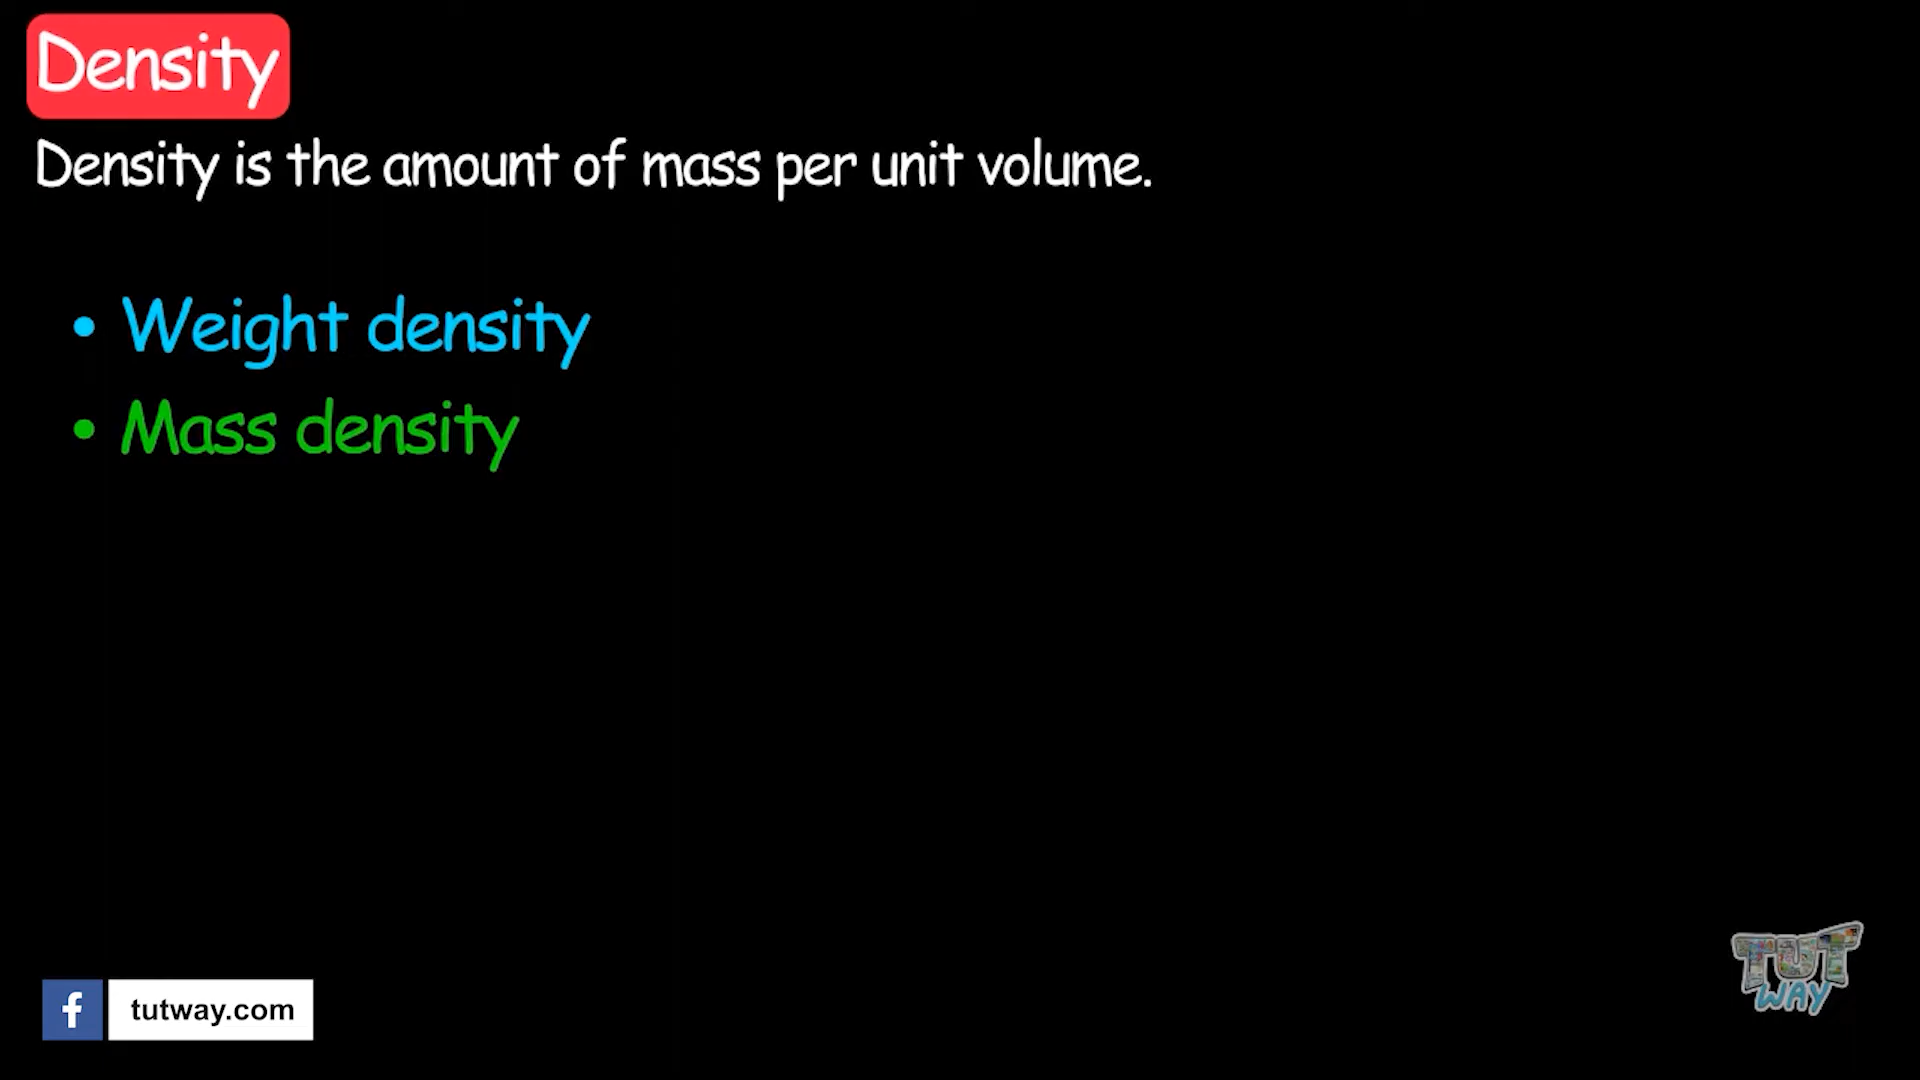 Density
Density is the amount of mass per unit volume.
• Weight density
• Mass density
f tutway.com
TUT
WAY